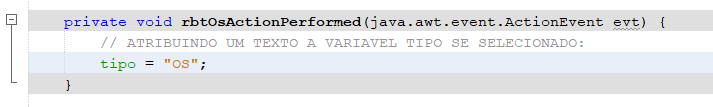 private void rbtOsActionPerformed(java.awt.event.ActionEvent evt) {
// ATRIBUINDO UM TEXTO A VARIAVEL TIPO SE SELECIONADO:
tipo = "OS";
}